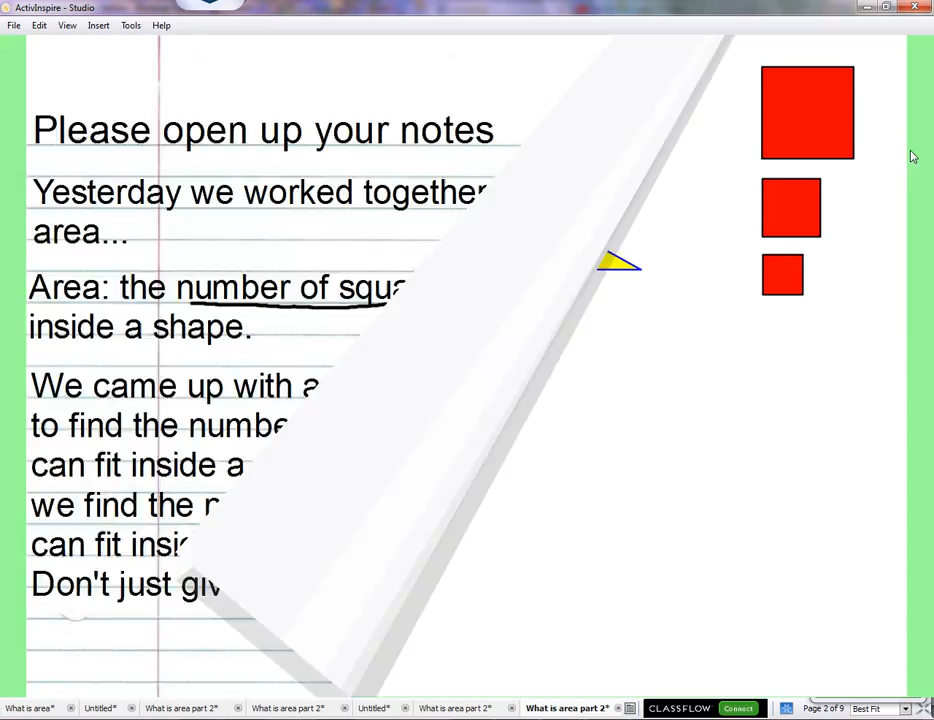 ActivInspire - Studio
File Edit View Insert Tools Help
Please open up your notes
Yesterday we worked together
area...
Area: the number of squa
inside a shape.
We came up with a
to find the numbe
can fit inside a
we find the n
can fit insid
Don't just giv
What is area* Untitled* What is area part 2* What is area part 2* Untitled* What is area part 2* What is area part 2* CLASSFLOW Connect Page 2 of 9 Best Fit